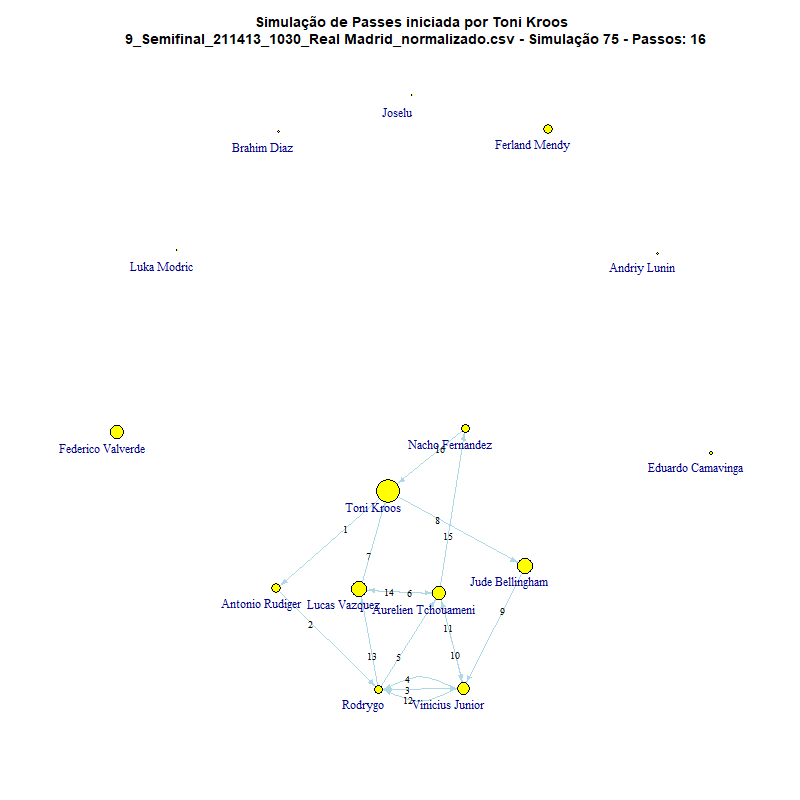 Simulação de Passes iniciada por Toni Kroos
9_Semifinal_211413_1030_Real Madrid_normalizado.csv - Simulação 75 - Passos: 16
Joselu
Brahim Diaz
Ferland Mendy
Luka Modric
Andriy Lunin
Federico Valverde
Nacho Fernandez
16
Eduardo Camavinga
Toni Kroos
8
1
15
7
Jude Bellingham
14
6
Antonio Rudiger
Lucas Vazquez
Aurelien Tchouameni
9
2
11
13
5
10
4
3
12
Rodrygo
Vinicius Junior